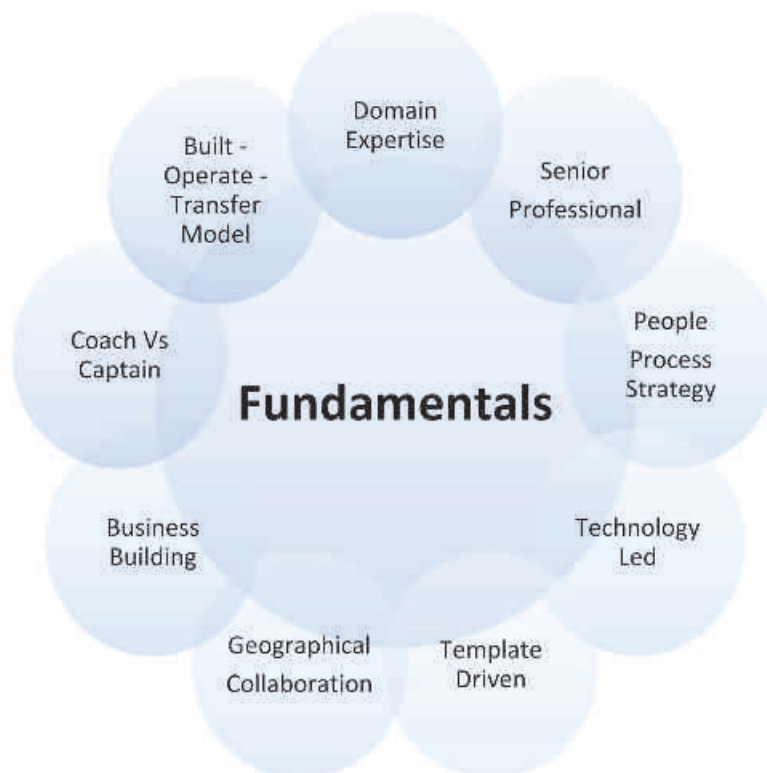 Domain
Expertise
Senior
Professional
People
Process
Strategy
Technology
Led
Template
Driven
Geographical
Collaboration
Business
Building
Coach Vs
Captain
Built -
Operate -
Transfer
Model
Fundamentals